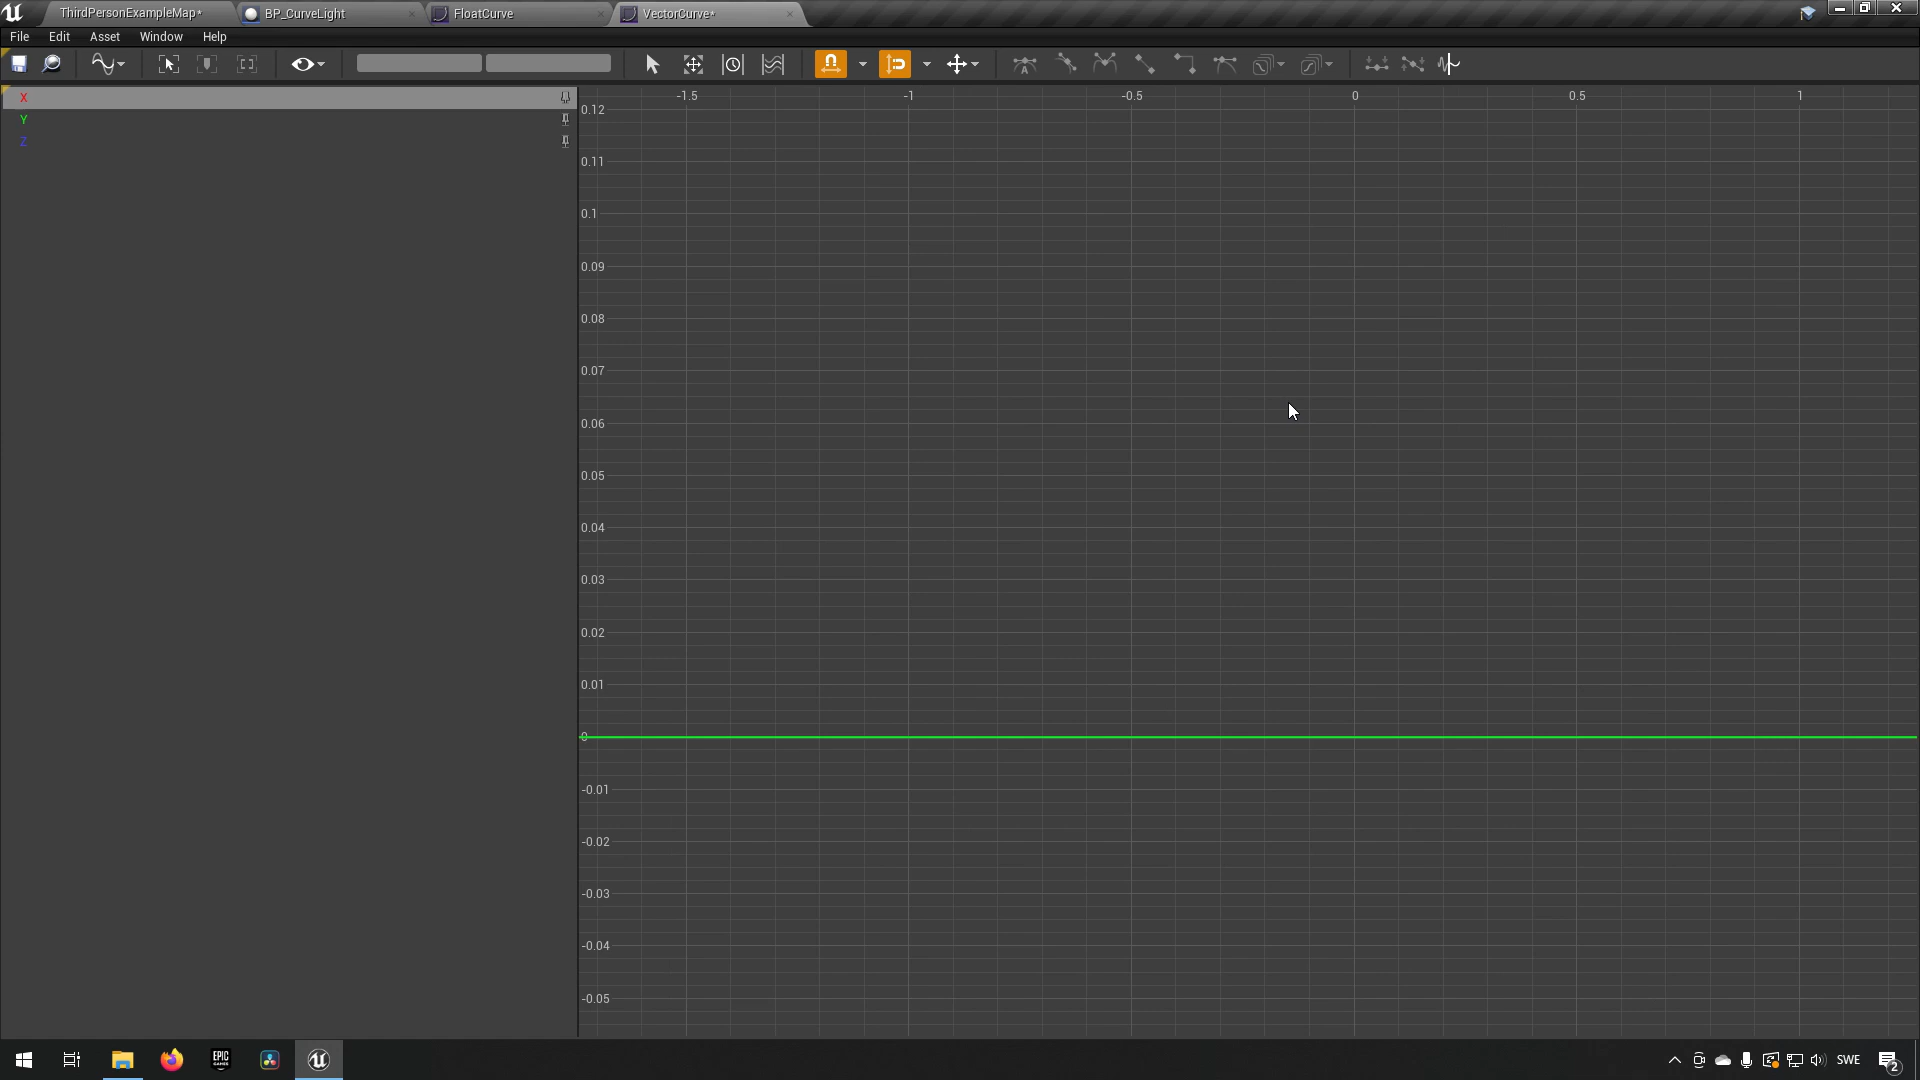 ThirdPersonExampleMap*
BP_CurveLight
FloatCurve
VectorCurve*
File Edit Asset Window Help
X
Y
Z
-1.5 -1 -0.5 0 0.5 1
0.12
0.11
0.1
0.09
0.08
0.07
0.06
0.05
0.04
0.03
0.02
0.01
0
-0.01
-0.02
-0.03
-0.04
-0.05
EPIC
GAMES
SWE
2